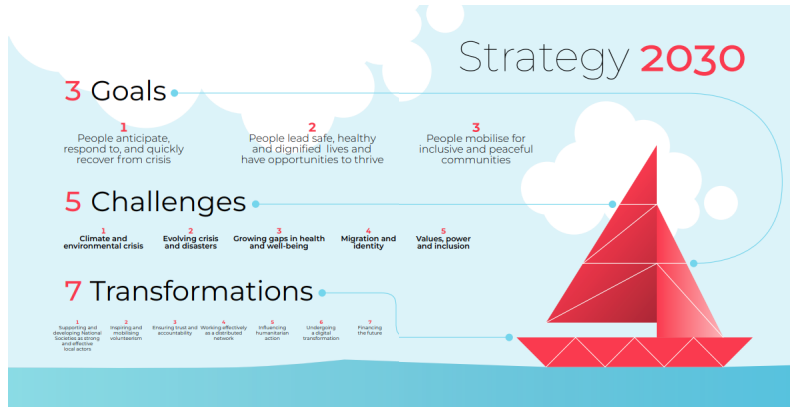 Strategy 2030
3 Goals
1
People anticipate,
respond to, and quickly
recover from crisis
2
People lead safe, healthy
and dignified lives and
have opportunities to thrive
3
People mobilise for
inclusive and peaceful
communities
5 Challenges
1
Climate and
environmental crisis
2
Evolving crisis
and disasters
3
Growing gaps in health
and well-being
4
Migration and
identity
5
Values, power
and inclusion
7 Transformations
1
Supporting and
developing National
Societies as strong
and effective
local actors
2
Inspiring and
mobilising
volunteerism
3
Ensuring trust and
accountability
4
Working effectively
as a distributed
network
5
Influencing
humanitarian
action
6
Undergoing
a digital
transformation
7
Financing
the future